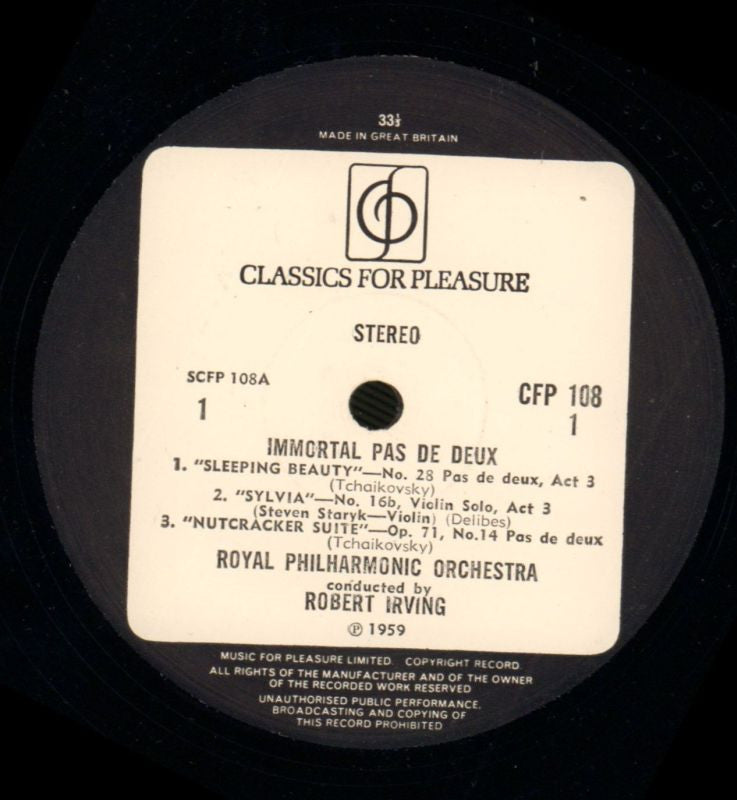 33⅓
MADE IN GREAT BRITAIN
CLASSICS FOR PLEASURE
STEREO
SCFP 108A
1
CFP 108
1
IMMORTAL PAS DE DEUX
1. "SLEEPING BEAUTY"—No. 28 Pas de deux, Act 3
(Tchaikovsky)
2. "SYLVIA"—No. 16b, Violin Solo, Act 3
(Steven Staryk—Violin) (Delibes)
3. "NUTCRACKER SUITE"—Op. 71, No.14 Pas de deux
(Tchaikovsky)
ROYAL PHILHARMONIC ORCHESTRA
conducted by
ROBERT IRVING
℗ 1959
MUSIC FOR PLEASURE LIMITED. COPYRIGHT RECORD.
ALL RIGHTS OF THE MANUFACTURER AND OF THE OWNER
OF THE RECORDED WORK RESERVED
UNAUTHORISED PUBLIC PERFORMANCE,
BROADCASTING AND COPYING OF
THIS RECORD PROHIBITED